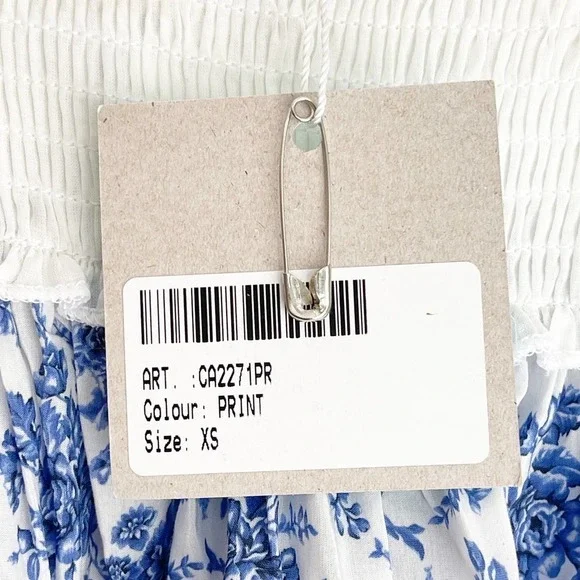 ART. :CA2271PR
Colour: PRINT
Size: XS